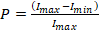 P = (I_max − I_min) / I_max